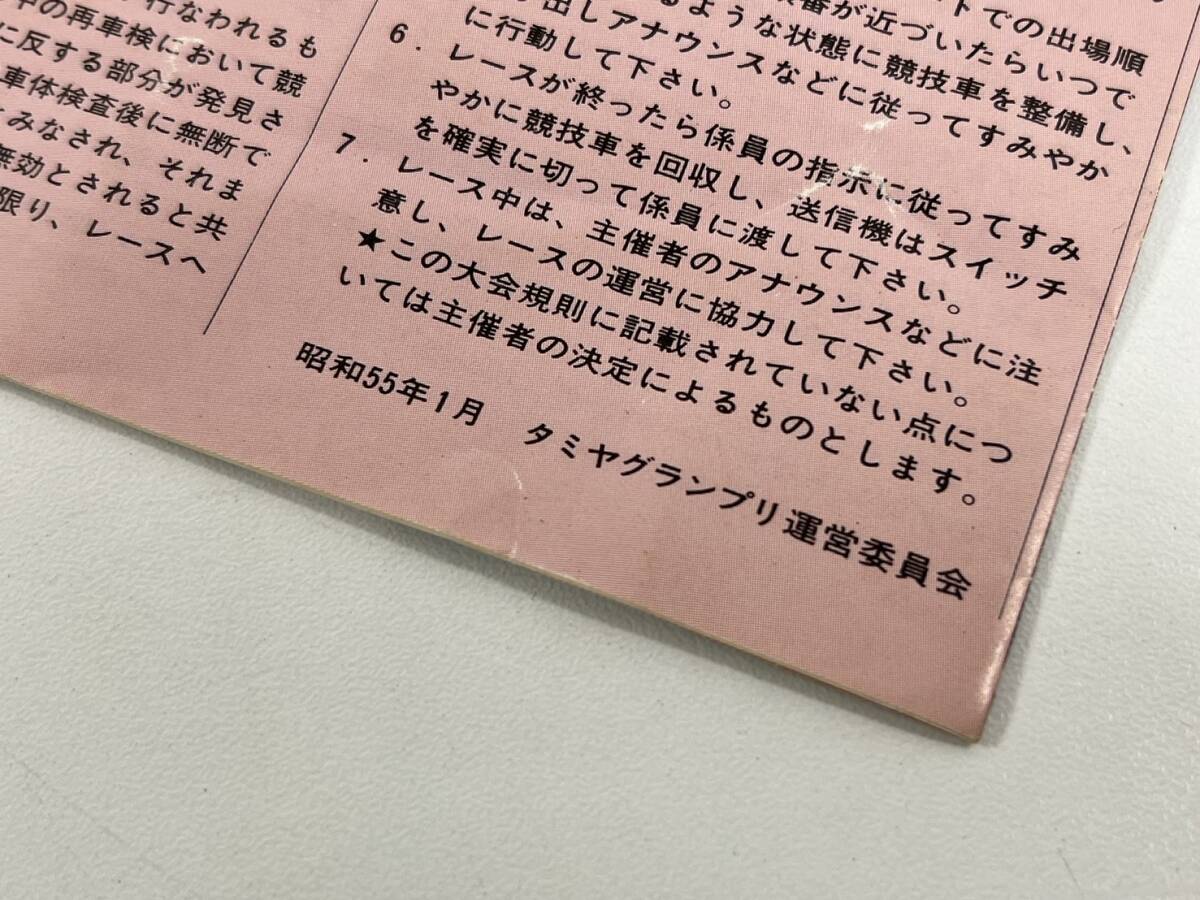 行なわれるも
中の再車検において競
に反する部分が発見さ
車体検査後に無断で
みなされ、それま
無効とされると共
限り、レースへ
トでの出場順
番が近づいたらいつで
るような状態に競技車を整備し、
出しアナウンスなどに従ってすみやか
に行動して下さい。
6. レースが終ったら係員の指示に従ってすみ
やかに競技車を回収し、送信機はスイッチ
を確実に切って係員に渡して下さい。
7. レース中は、主催者のアナウンスなどに注
意し、レースの運営に協力して下さい。
★この大会規則に記載されていない点につ
いては主催者の決定によるものとします。
昭和55年1月 タミヤグランプリ運営委員会